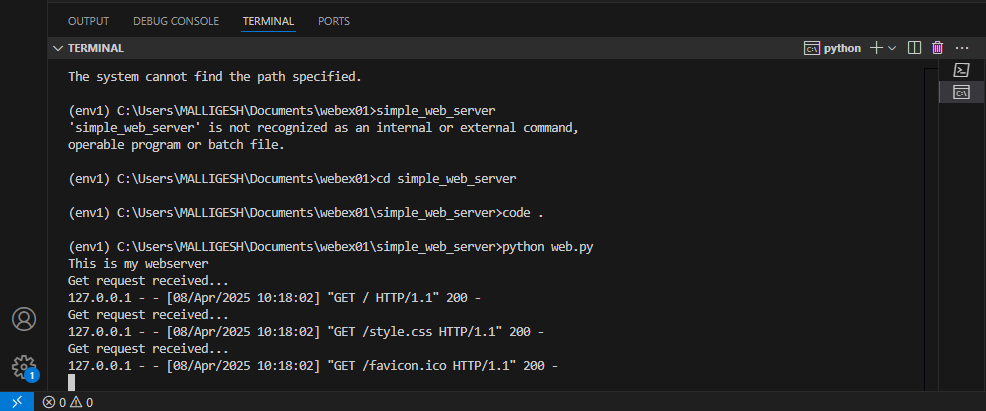 OUTPUT DEBUG CONSOLE TERMINAL PORTS
TERMINAL python
The system cannot find the path specified.
(env1) C:\Users\MALLIGESH\Documents\webex01>simple_web_server
'simple_web_server' is not recognized as an internal or external command,
operable program or batch file.
(env1) C:\Users\MALLIGESH\Documents\webex01>cd simple_web_server
(env1) C:\Users\MALLIGESH\Documents\webex01\simple_web_server>code .
(env1) C:\Users\MALLIGESH\Documents\webex01\simple_web_server>python web.py
This is my webserver
Get request received...
127.0.0.1 - - [08/Apr/2025 10:18:02] "GET / HTTP/1.1" 200 -
Get request received...
127.0.0.1 - - [08/Apr/2025 10:18:02] "GET /style.css HTTP/1.1" 200 -
Get request received...
127.0.0.1 - - [08/Apr/2025 10:18:02] "GET /favicon.ico HTTP/1.1" 200 -
1
0 0